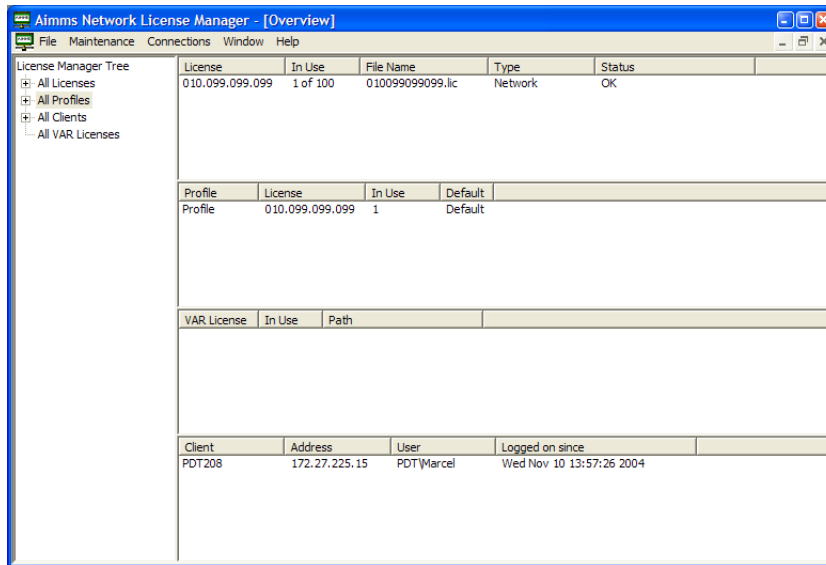 Aimms Network License Manager - [Overview]
File Maintenance Connections Window Help
License Manager Tree
All Licenses
All Profiles
All Clients
All VAR Licenses
License In Use File Name Type Status
010.099.099.099 1 of 100 010099099099.lic Network OK
Profile License In Use Default
Profile 010.099.099.099 1 Default
VAR License In Use Path
Client Address User Logged on since
PDT208 172.27.225.15 PDT\Marcel Wed Nov 10 13:57:26 2004